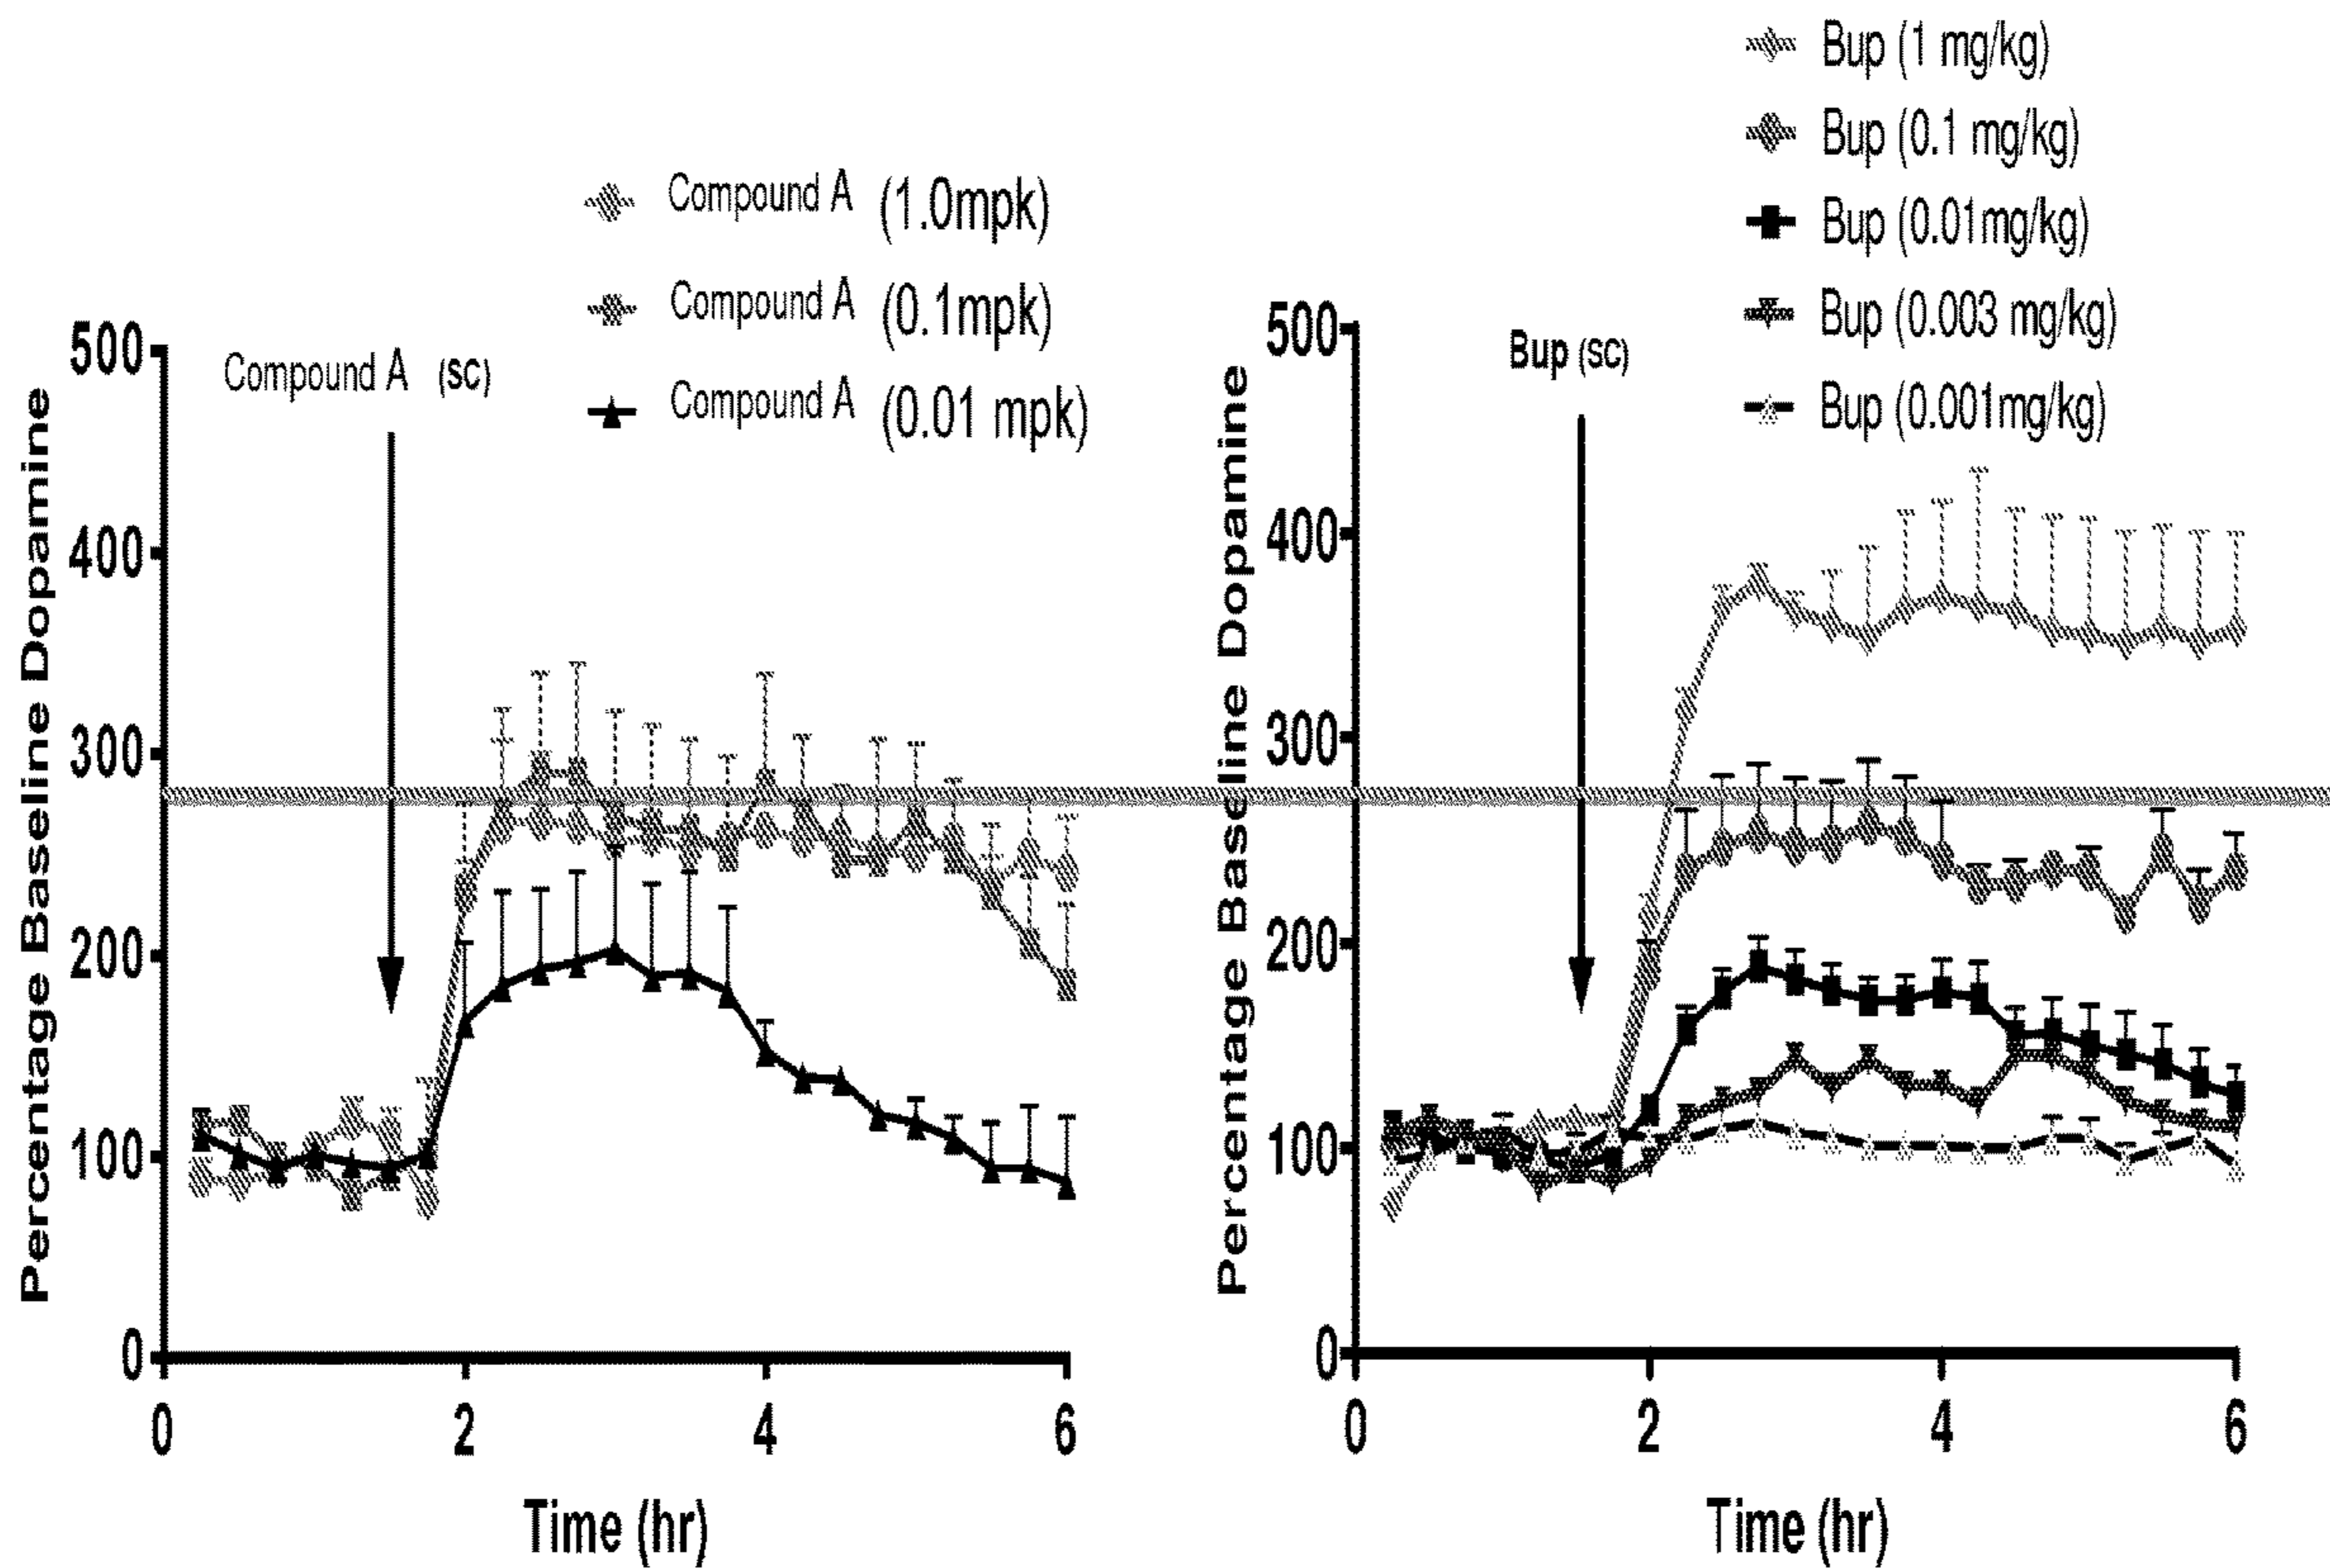 Compound A (1.0mpk)
Compound A (0.1mpk)
Compound A (0.01 mpk)
Compound A (SC)
Percentage Baseline Dopamine
500
400
300
200
100
0
0 2 4 6
Time (hr)
Bup (1 mg/kg)
Bup (0.1 mg/kg)
Bup (0.01mg/kg)
Bup (0.003 mg/kg)
Bup (0.001mg/kg)
Bup (SC)
Percentage Baseline Dopamine
500
400
300
200
100
0
0 2 4 6
Time (hr)